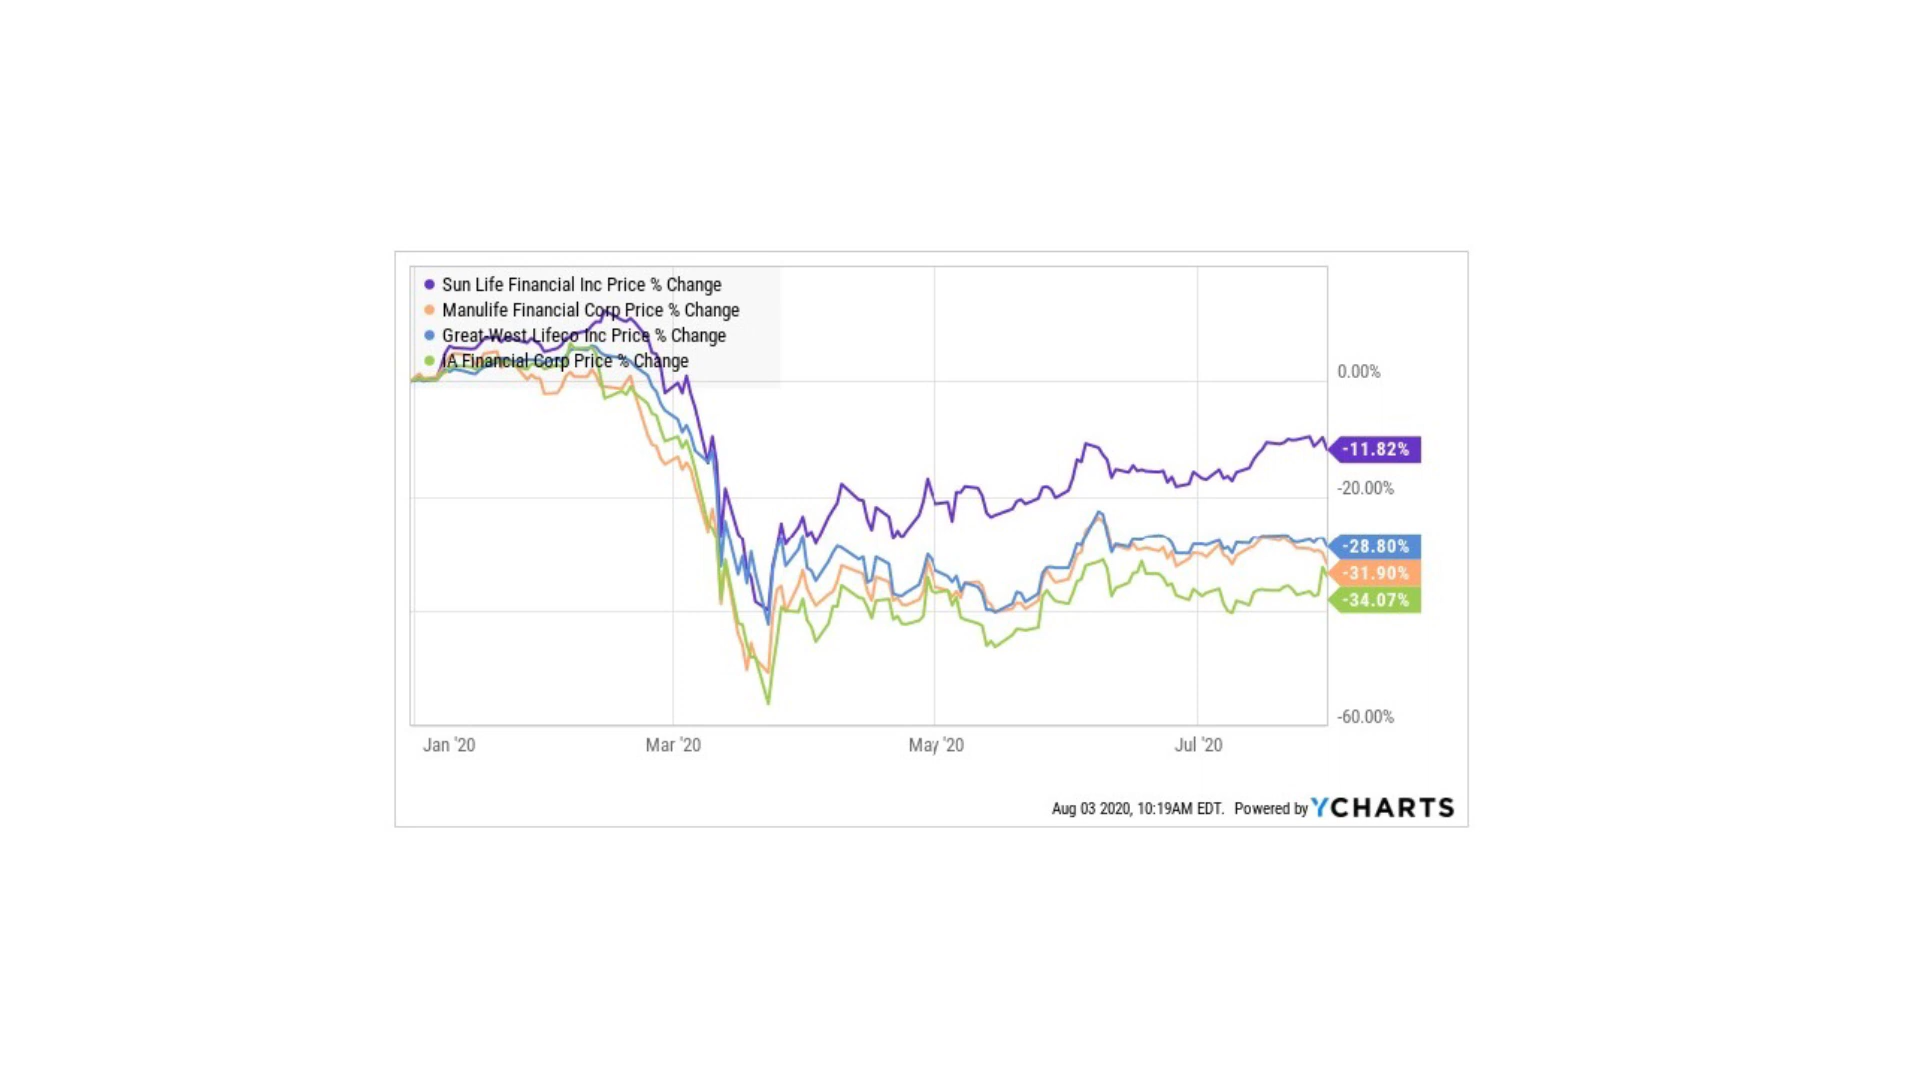 Sun Life Financial Inc Price % Change
Manulife Financial Corp Price % Change
Great-West Lifeco Inc Price % Change
iA Financial Corp Price % Change
0.00%
-11.82%
-20.00%
-28.80%
-31.90%
-34.07%
-60.00%
Jan '20 Mar '20 May '20 Jul '20
Aug 03 2020, 10:19AM EDT. Powered by YCHARTS